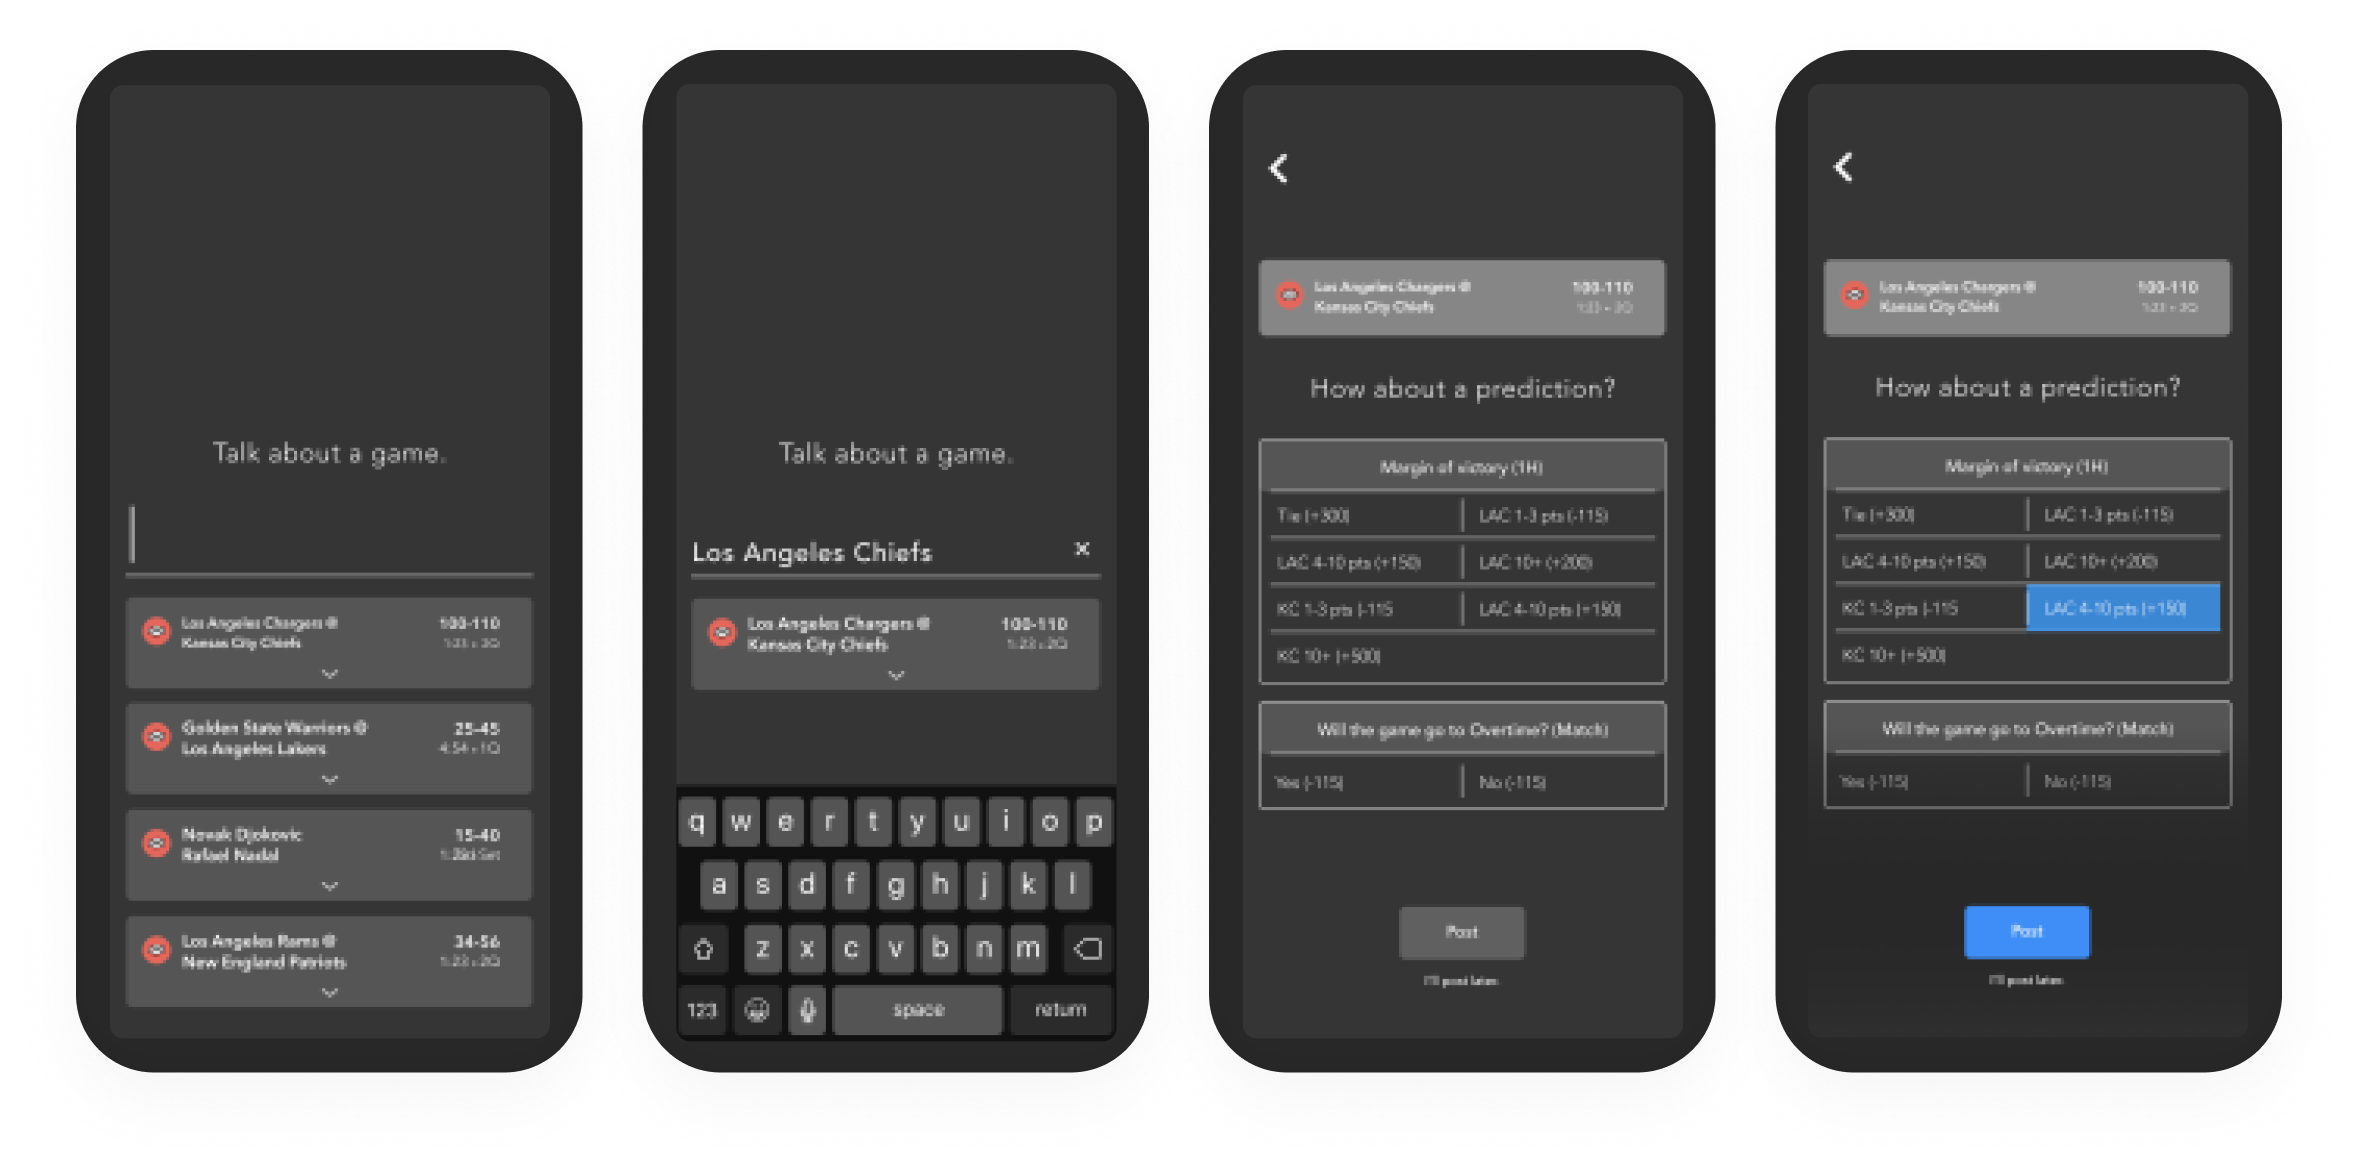 Talk about a game.
Los Angeles Chargers @
Kansas City Chiefs
100-110
1:23 • 2Q
Golden State Warriors @
Los Angeles Lakers
25-45
4:54 • 1Q
Novak Djokovic
Rafael Nadal
15-40
Set
Los Angeles Rams @
New England Patriots
34-56
1:23 • 2Q
Talk about a game.
Los Angeles Chiefs ×
Los Angeles Chargers @
Kansas City Chiefs
100-110
1:23 • 2Q
q w e r t y u i o p
a s d f g h j k l
z x c v b n m
123 space return
Los Angeles Chargers @
Kansas City Chiefs
100-110
1:23 • 2Q
How about a prediction?
Margin of victory (1H)
Tie (+300) LAC 1-3 pts (-115)
LAC 4-10 pts (+150) LAC 10+ (+200)
KC 1-3 pts (-115 LAC 4-10 pts (+150)
KC 10+ (+500)
Will the game go to Overtime? (Match)
Yes (-115) No (-115)
Post
I'll post later.
Los Angeles Chargers @
Kansas City Chiefs
100-110
1:23 • 2Q
How about a prediction?
Margin of victory (1H)
Tie (+300) LAC 1-3 pts (-115)
LAC 4-10 pts (+150) LAC 10+ (+200)
KC 1-3 pts (-115 LAC 4-10 pts (+150)
KC 10+ (+500)
Will the game go to Overtime? (Match)
Yes (-115) No (-115)
Post
I'll post later.